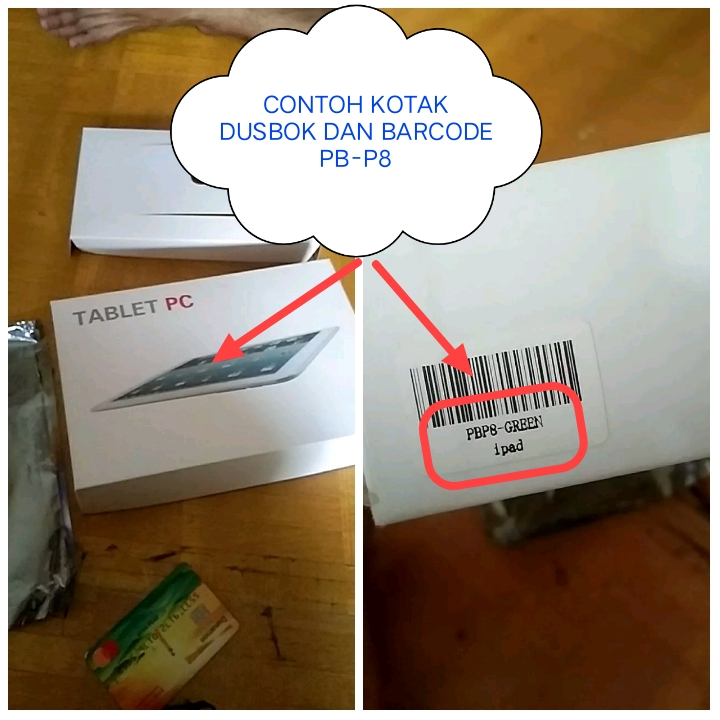 CONTOH KOTAK
DUSBOK DAN BARCODE
PB-P8
TABLET PC
PBP8-GREEN
ipad